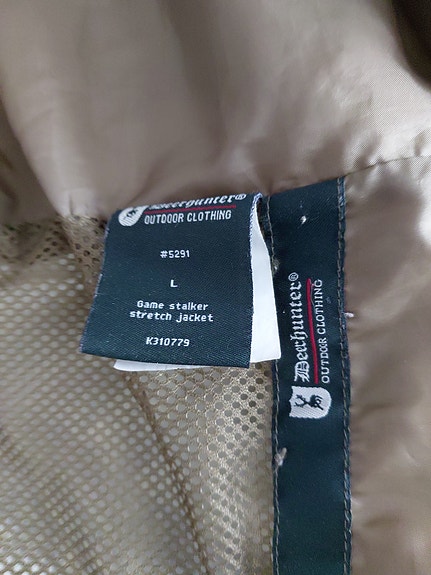 Deerhunter®
OUTDOOR CLOTHING
#5291
L
Game stalker
stretch jacket
K310779
Deerhunter®
OUTDOOR CLOTHING